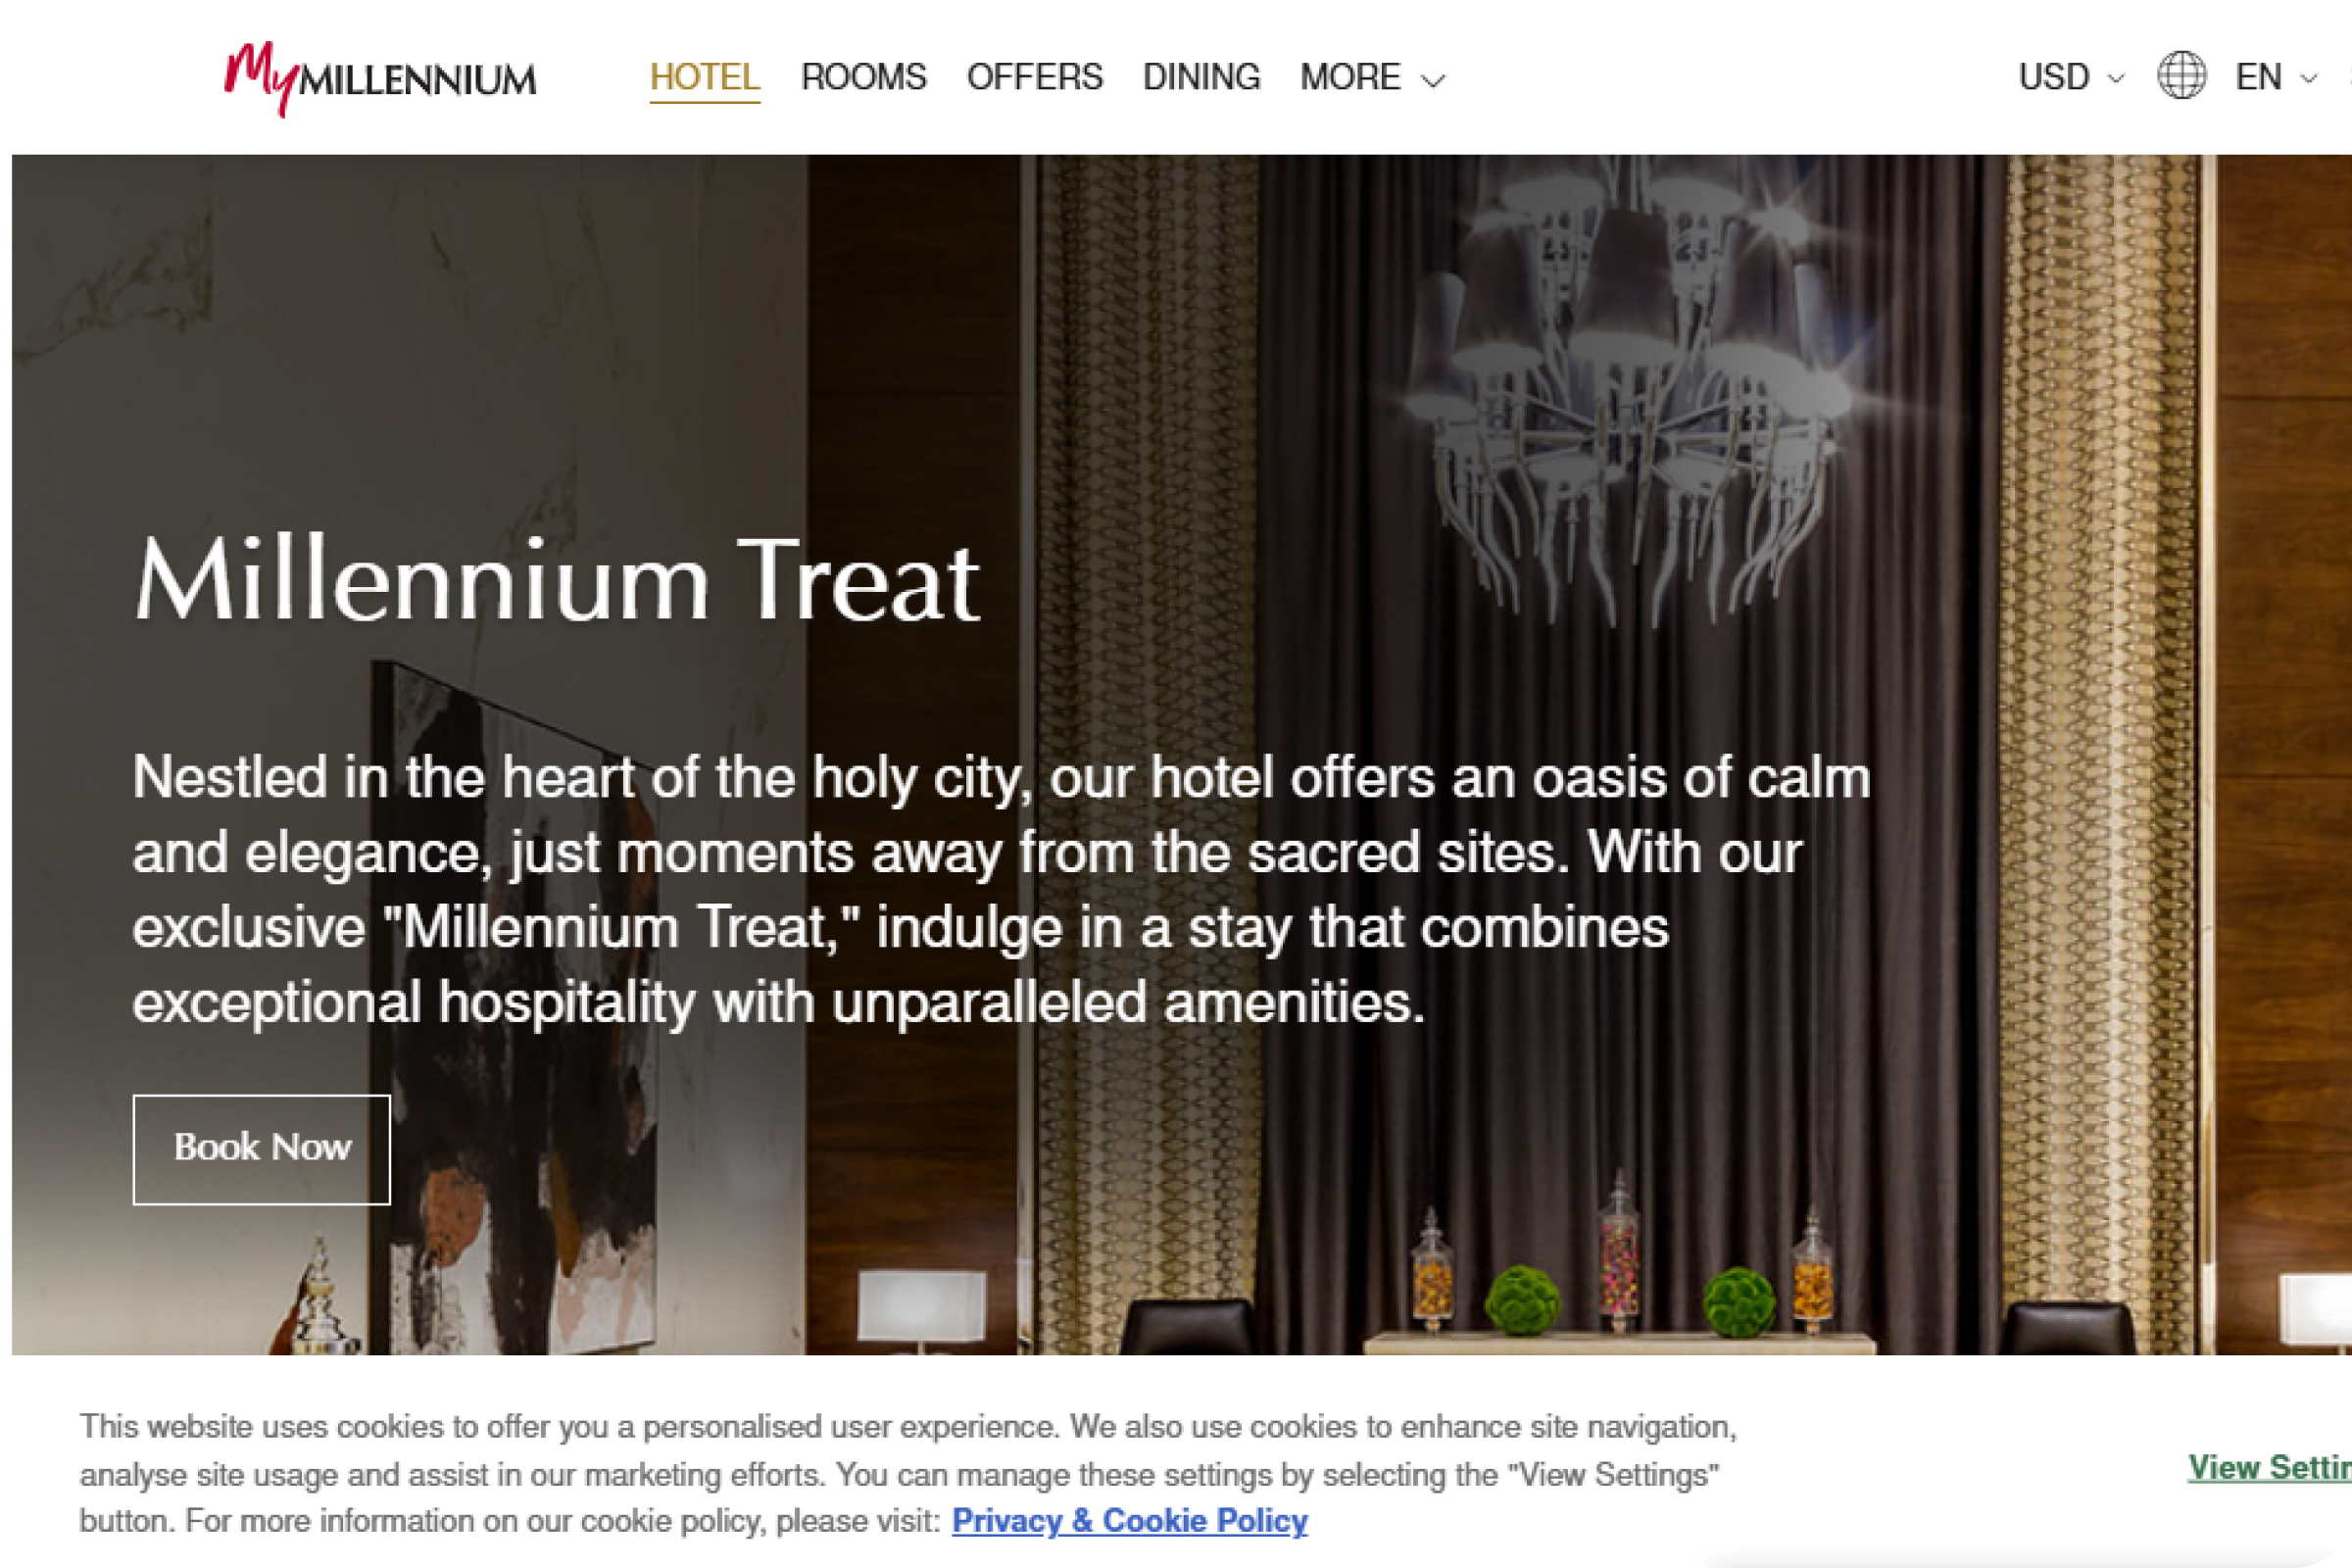 MyMILLENNIUM
HOTEL ROOMS OFFERS DINING MORE
USD EN
Millennium Treat
Nestled in the heart of the holy city, our hotel offers an oasis of calm
and elegance, just moments away from the sacred sites. With our
exclusive "Millennium Treat," indulge in a stay that combines
exceptional hospitality with unparalleled amenities.
Book Now
This website uses cookies to offer you a personalised user experience. We also use cookies to enhance site navigation,
analyse site usage and assist in our marketing efforts. You can manage these settings by selecting the "View Settings"
button. For more information on our cookie policy, please visit: Privacy & Cookie Policy
View